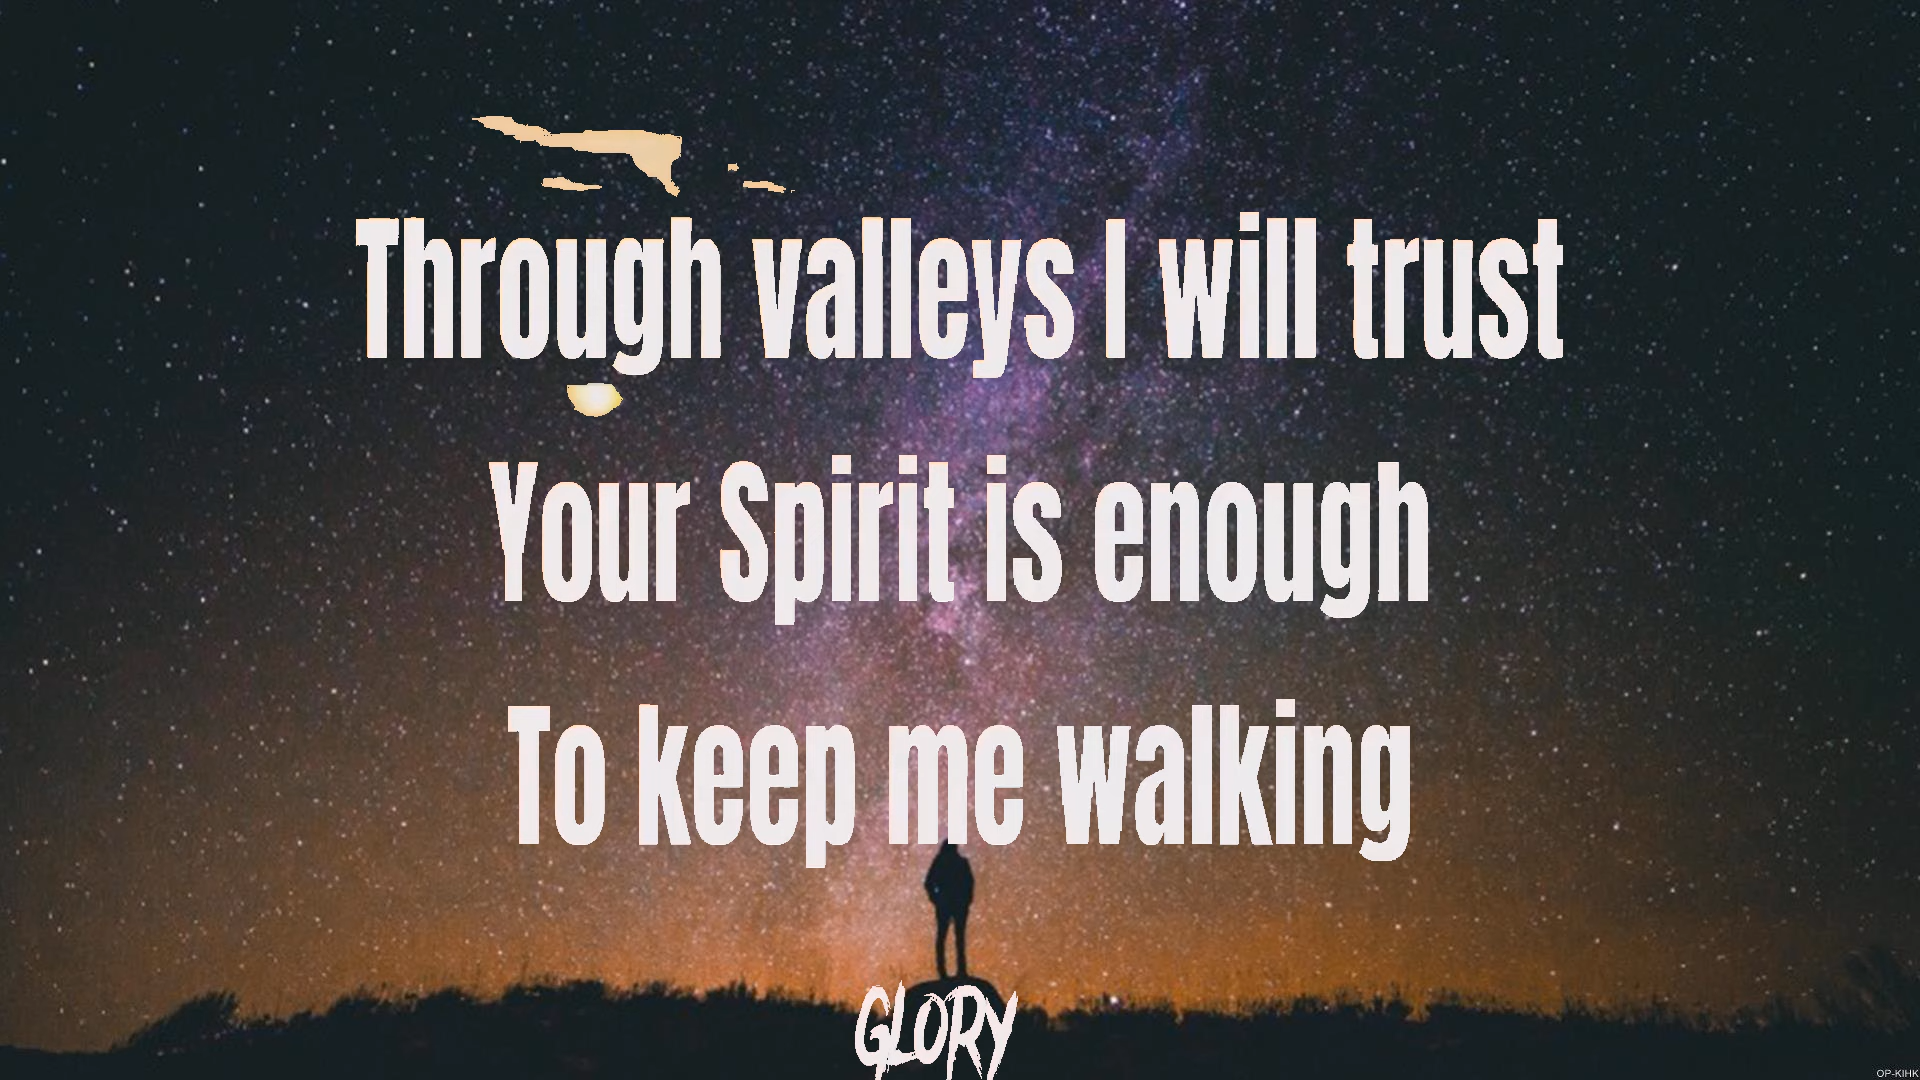 Through valleys I will trust
Your Spirit is enough
To keep me walking
GLORY
OP-KIHK